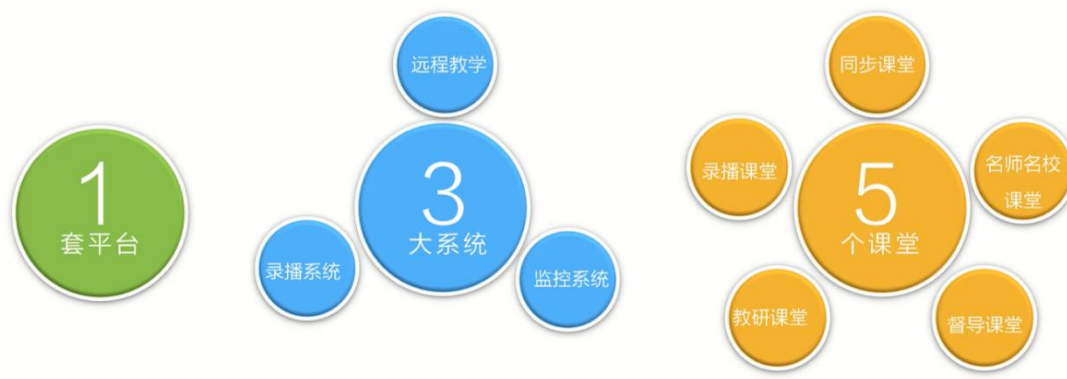 1
套平台
远程教学
3
大系统
录播系统
监控系统
同步课堂
录播课堂
名师名校
课堂
5
个课堂
教研课堂
督导课堂